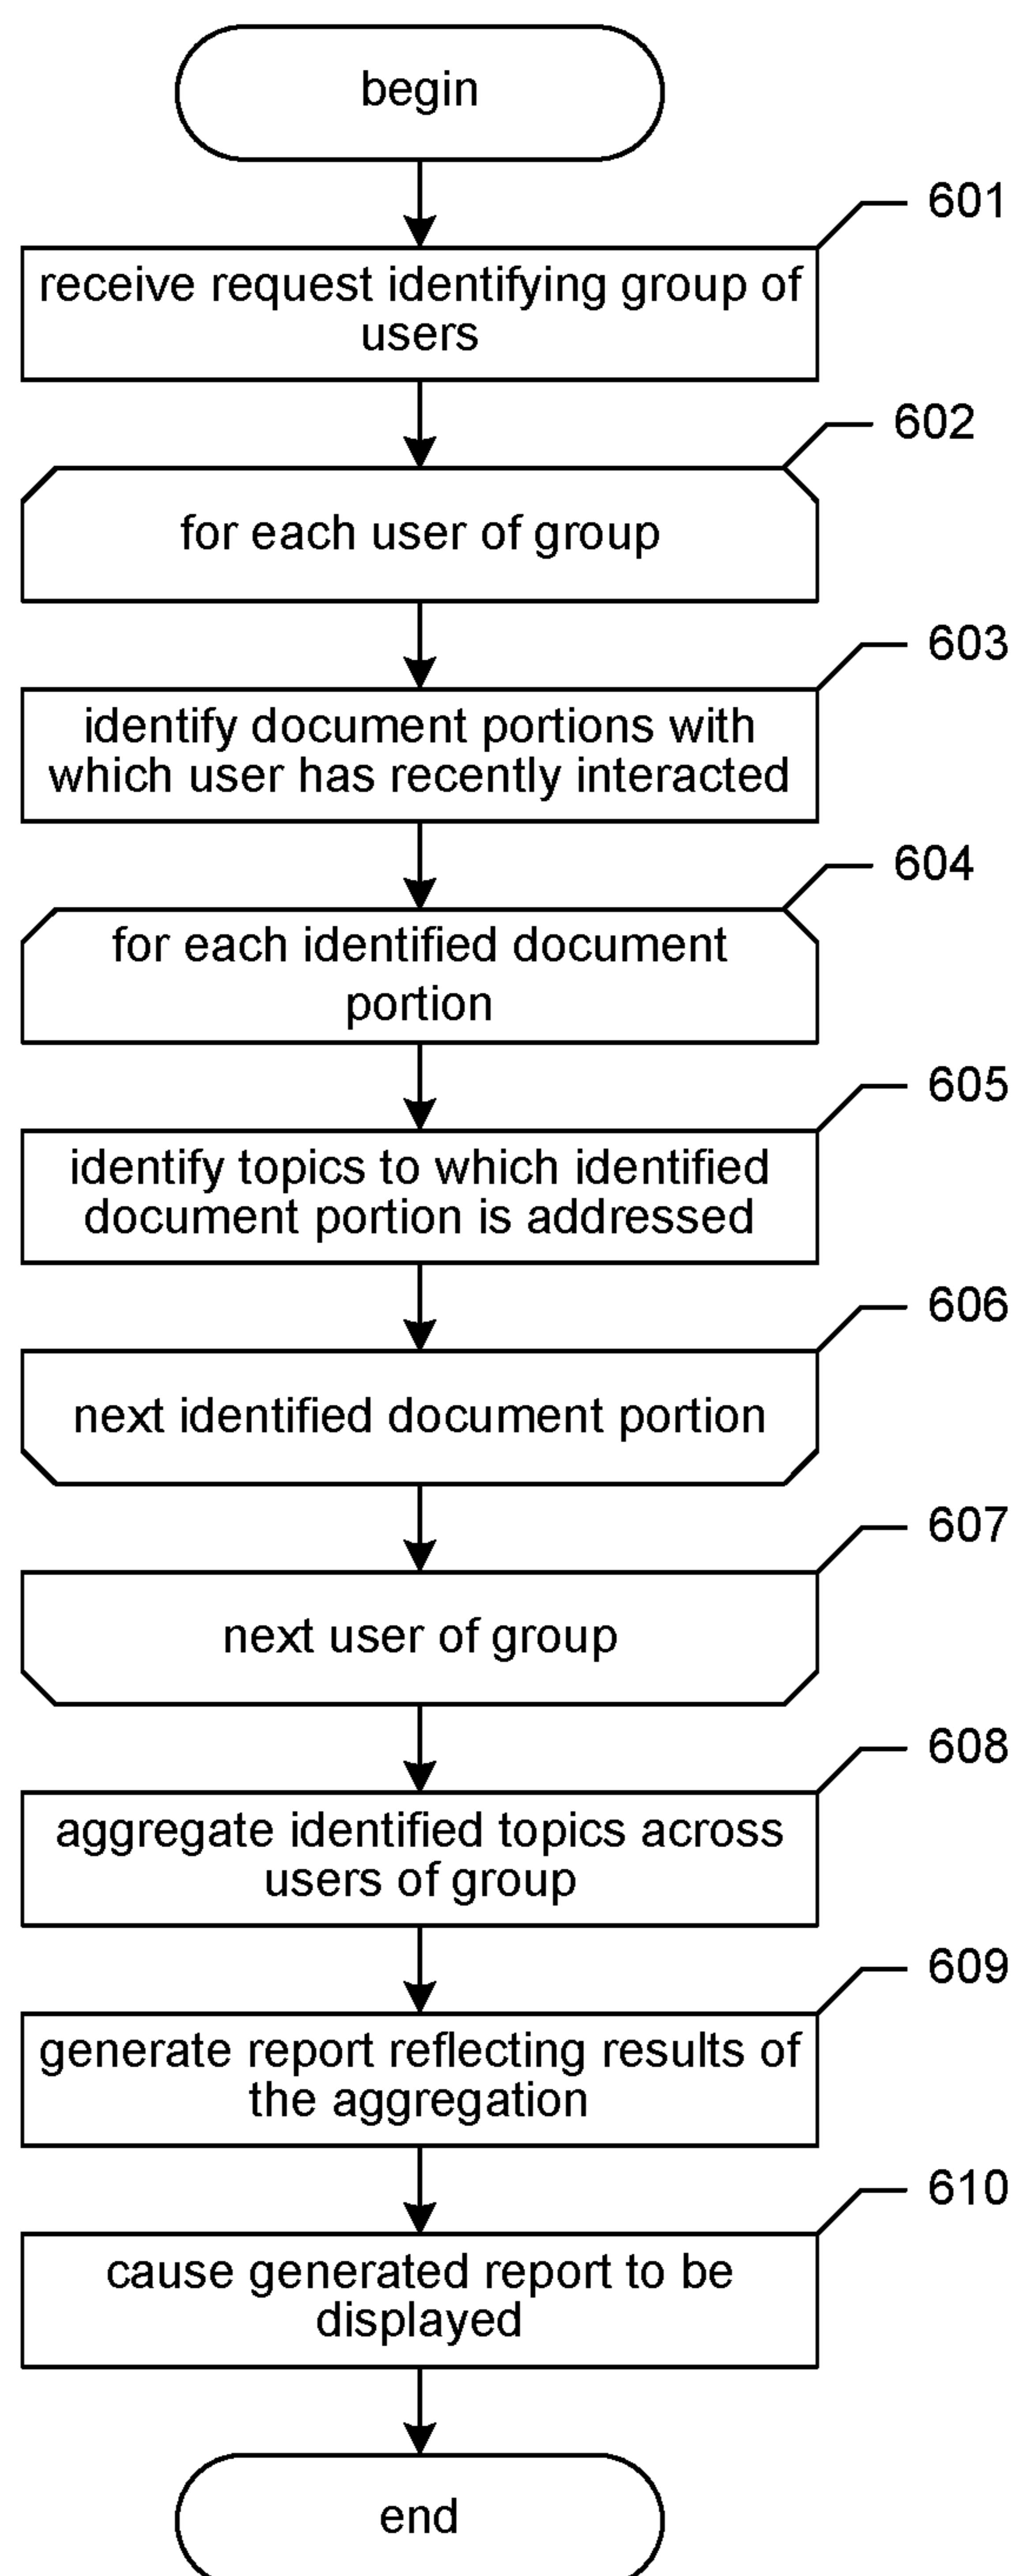 begin
601
receive request identifying group of
users
602
for each user of group
603
identify document portions with
which user has recently interacted
604
for each identified document
portion
605
identify topics to which identified
document portion is addressed
606
next identified document portion
607
next user of group
608
aggregate identified topics across
users of group
609
generate report reflecting results of
the aggregation
610
cause generated report to be
displayed
end